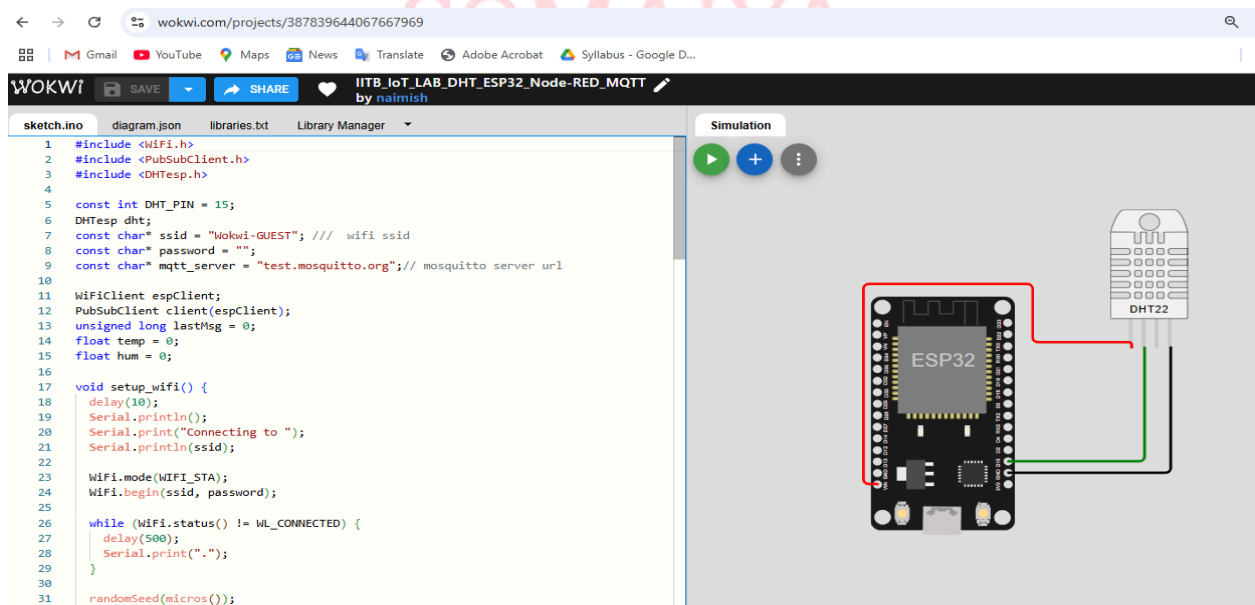 wokwi.com/projects/387839644067667969
Gmail YouTube Maps News Translate Adobe Acrobat Syllabus - Google D...
WOKWI SAVE SHARE IITB_IoT_LAB_DHT_ESP32_Node-RED_MQTT
by naimish
sketch.ino diagram.json libraries.txt Library Manager Simulation
1 #include <WiFi.h>
2 #include <PubSubClient.h>
3 #include <DHTesp.h>
4
5 const int DHT_PIN = 15;
6 DHTesp dht;
7 const char* ssid = "Wokwi-GUEST"; /// wifi ssid
8 const char* password = "";
9 const char* mqtt_server = "test.mosquitto.org";// mosquitto server url
10
11 WiFiClient espClient;
12 PubSubClient client(espClient);
13 unsigned long lastMsg = 0;
14 float temp = 0;
15 float hum = 0;
16
17 void setup_wifi() {
18 delay(10);
19 Serial.println();
20 Serial.print("Connecting to ");
21 Serial.println(ssid);
22
23 WiFi.mode(WIFI_STA);
24 WiFi.begin(ssid, password);
25
26 while (WiFi.status() != WL_CONNECTED) {
27 delay(500);
28 Serial.print(".");
29 }
30
31 randomSeed(micros());
DHT22
ESP32